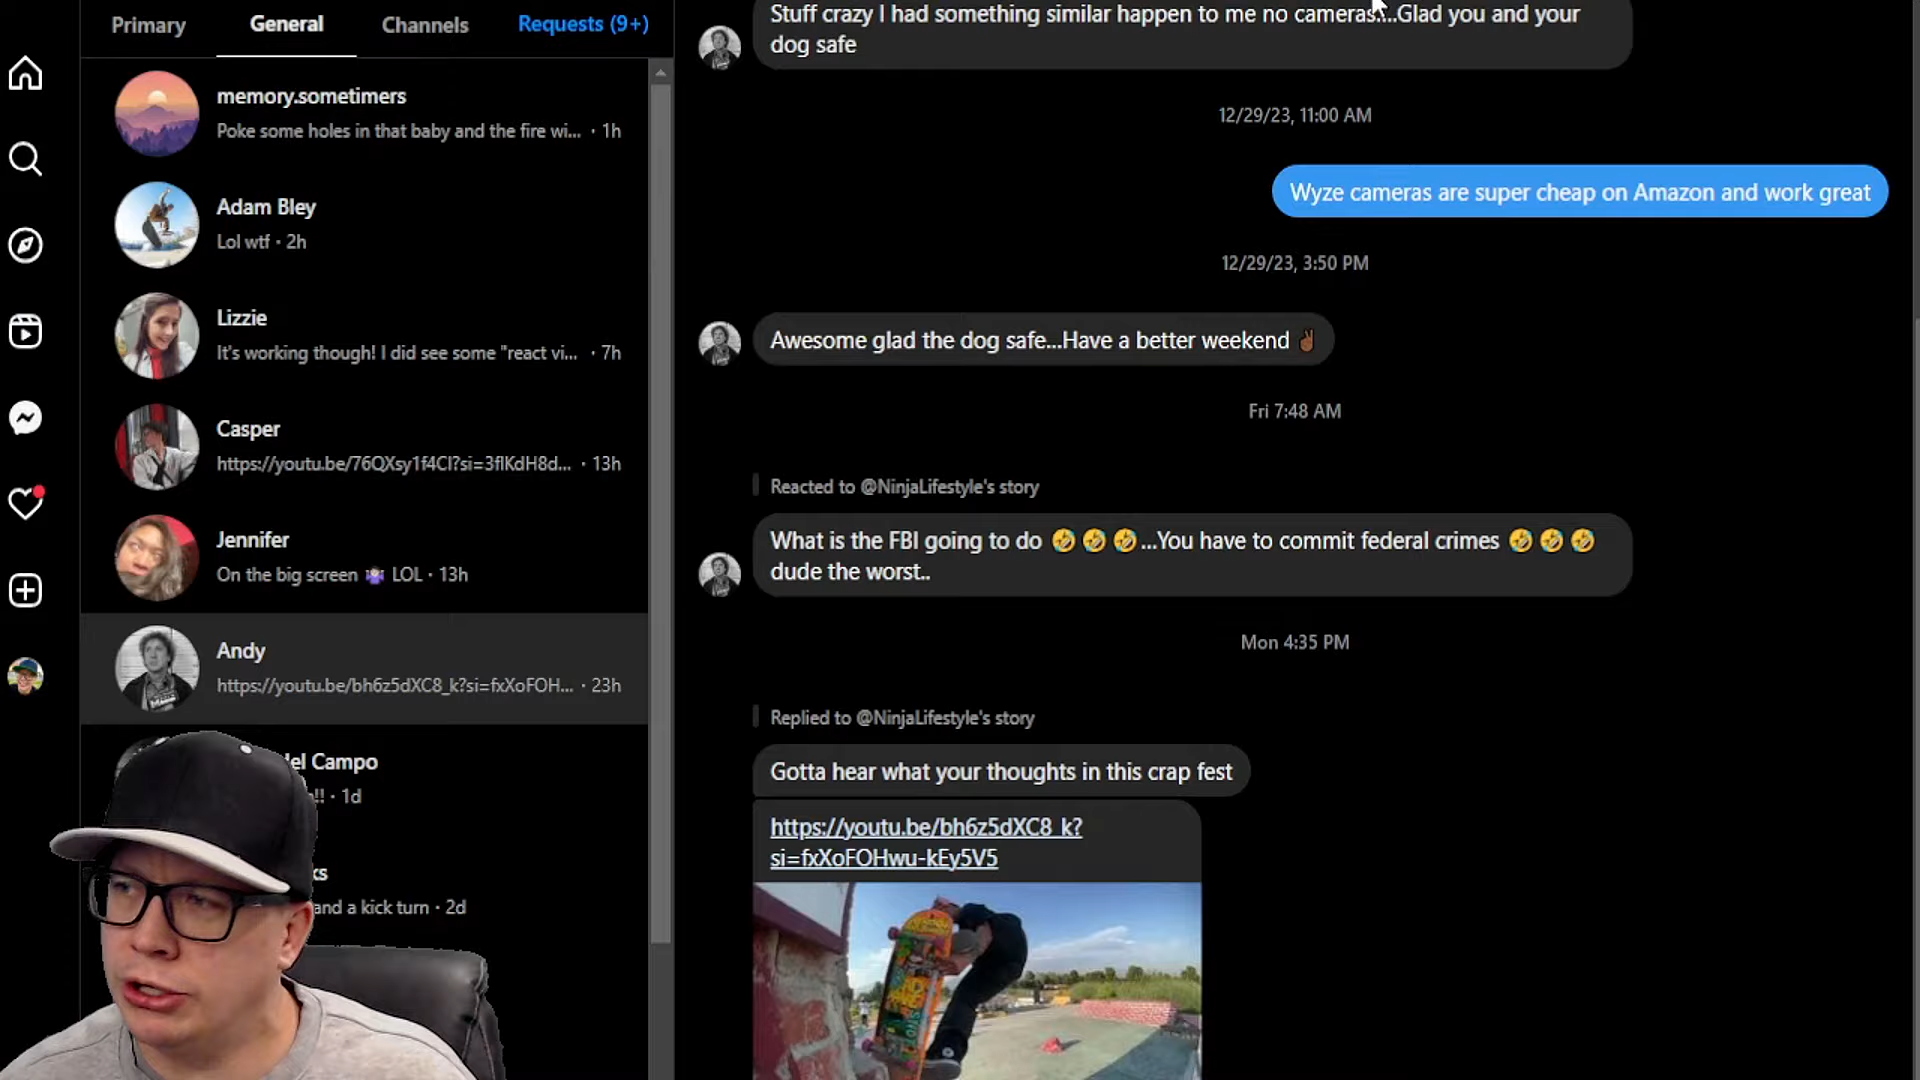 Primary
General
Channels
Requests (9+)
memory.sometimers
Poke some holes in that baby and the fire wi... · 1h
Adam Bley
Lol wtf · 2h
Lizzie
It's working though! I did see some "react vi... · 7h
Casper
https://youtu.be/76QXsy1f4CI?si=3flKdH8d... · 13h
Jennifer
On the big screen 🤷🏽‍♀️ LOL · 13h
Andy
https://youtu.be/bh6z5dXC8_k?si=fxXoFOH... · 23h
del Campo
!! · 1d
ks
and a kick turn · 2d
Stuff crazy I had something similar happen to me no cameras....Glad you and your
dog safe
12/29/23, 11:00 AM
Wyze cameras are super cheap on Amazon and work great
12/29/23, 3:50 PM
Awesome glad the dog safe...Have a better weekend ✌🏾
Fri 7:48 AM
Reacted to @NinjaLifestyle's story
What is the FBI going to do 🤣🤣🤣...You have to commit federal crimes 🤣🤣🤣
dude the worst..
Mon 4:35 PM
Replied to @NinjaLifestyle's story
Gotta hear what your thoughts in this crap fest
https://youtu.be/bh6z5dXC8_k?
si=fxXoFOHwu-kEy5V5